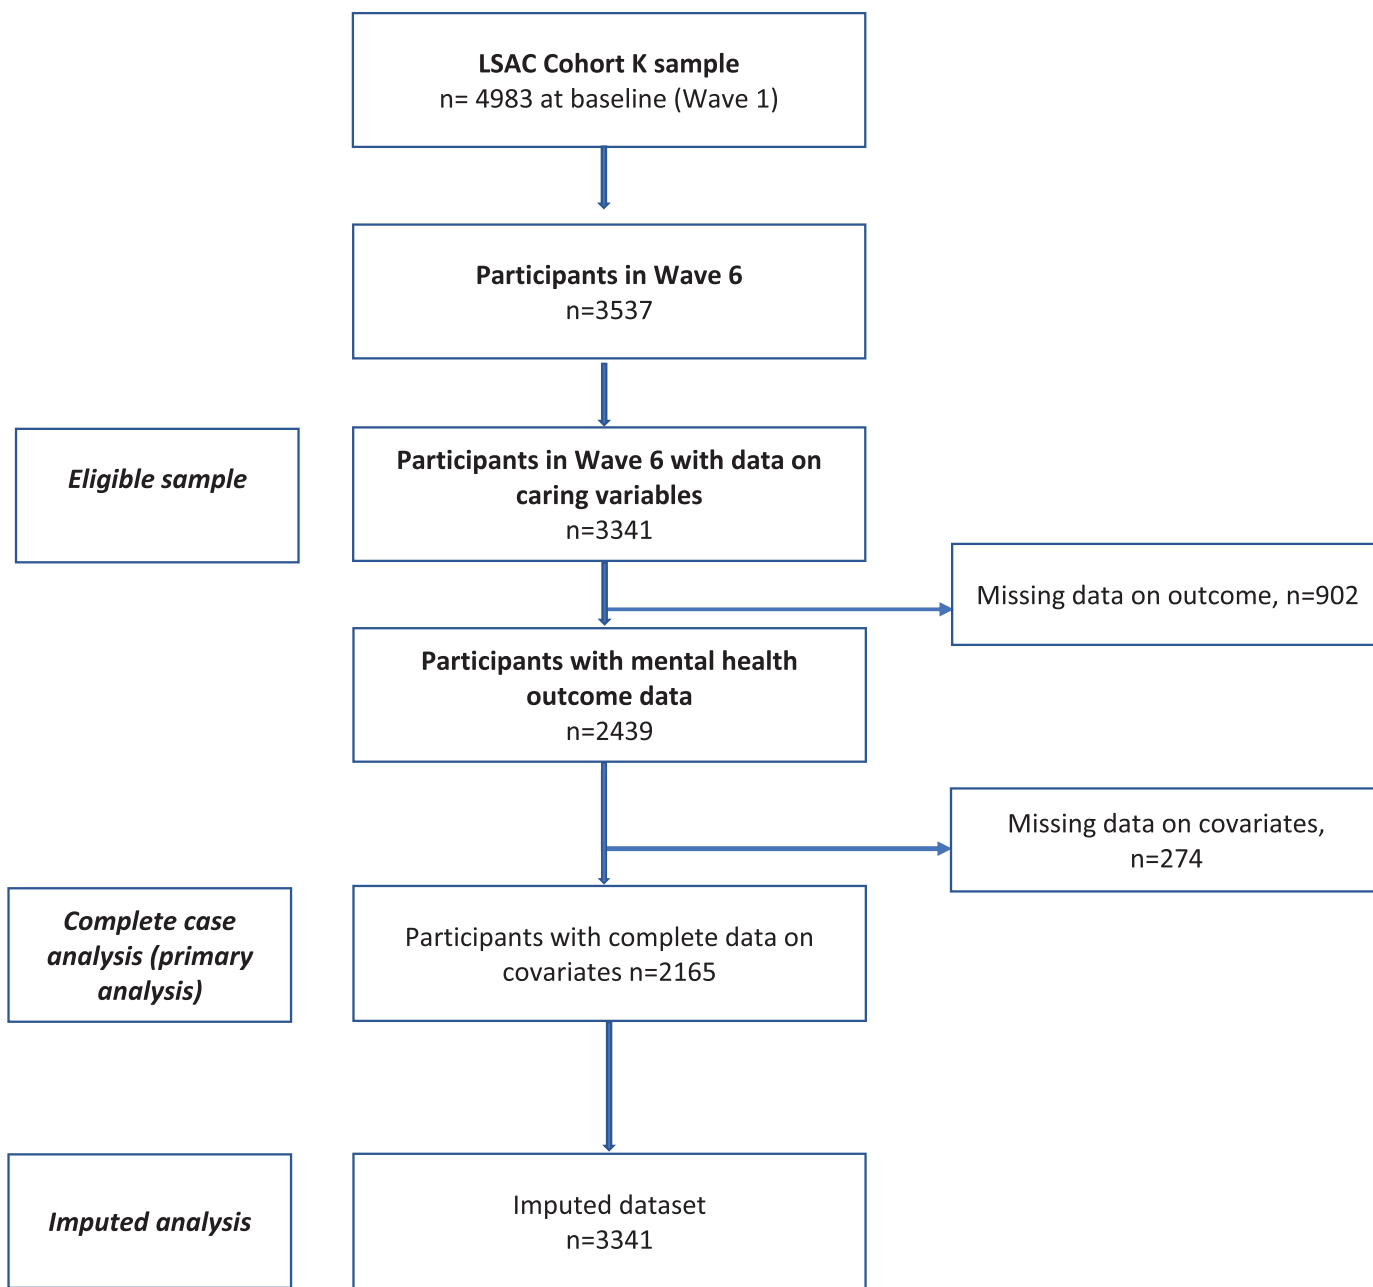 LSAC Cohort K sample
n= 4983 at baseline (Wave 1)
Participants in Wave 6
n=3537
Eligible sample
Participants in Wave 6 with data on
caring variables
n=3341
Missing data on outcome, n=902
Participants with mental health
outcome data
n=2439
Missing data on covariates,
n=274
Complete case
analysis (primary
analysis)
Participants with complete data on
covariates n=2165
Imputed analysis
Imputed dataset
n=3341